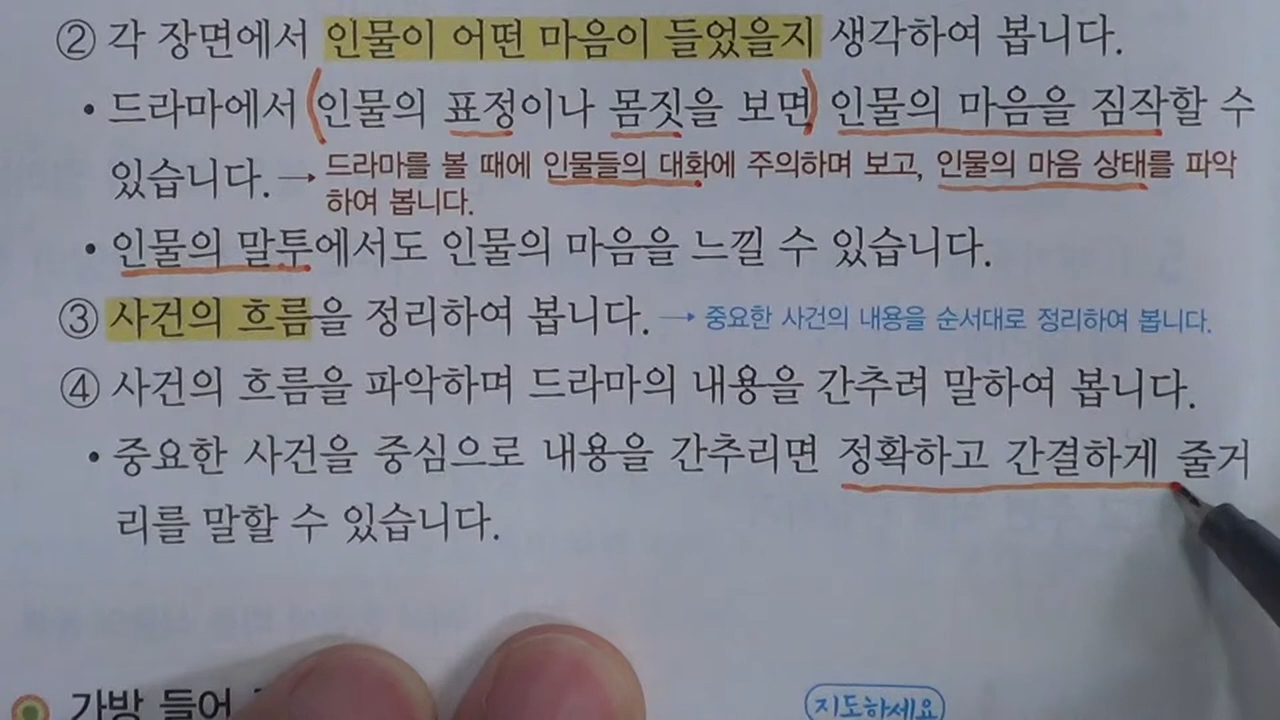 ② 각 장면에서 인물이 어떤 마음이 들었을지 생각하여 봅니다.
• 드라마에서 (인물의 표정이나 몸짓을 보면) 인물의 마음을 짐작할 수
있습니다. → 드라마를 볼 때에 인물들의 대화에 주의하며 보고, 인물의 마음 상태를 파악
하여 봅니다.
• 인물의 말투에서도 인물의 마음을 느낄 수 있습니다.
③ 사건의 흐름을 정리하여 봅니다. → 중요한 사건의 내용을 순서대로 정리하여 봅니다.
④ 사건의 흐름을 파악하며 드라마의 내용을 간추려 말하여 봅니다.
• 중요한 사건을 중심으로 내용을 간추리면 정확하고 간결하게 줄거
리를 말할 수 있습니다.
가방 들어
지도하세요